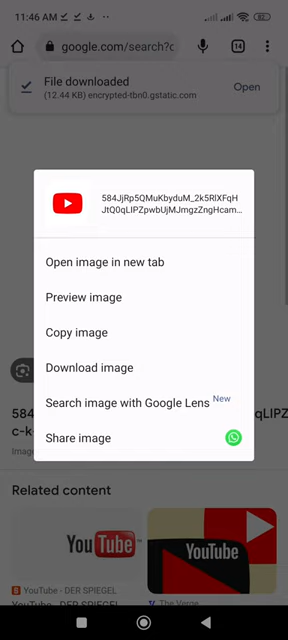 11:46 AM
82
google.com/search?c
14
File downloaded
(12.44 KB) encrypted-tbn0.gstatic.com
Open
584JjRp5QMuKbyduM_2k5RlXFqH
JtQ0qLIPZpwbUjMJmgzZngHcam...
Open image in new tab
Preview image
Copy image
Download image
Search image with Google Lens New
Share image
584
qLIPZ
c-k-
Related content
YouTube
YouTube
YouTube - DER SPIEGEL
The Verge